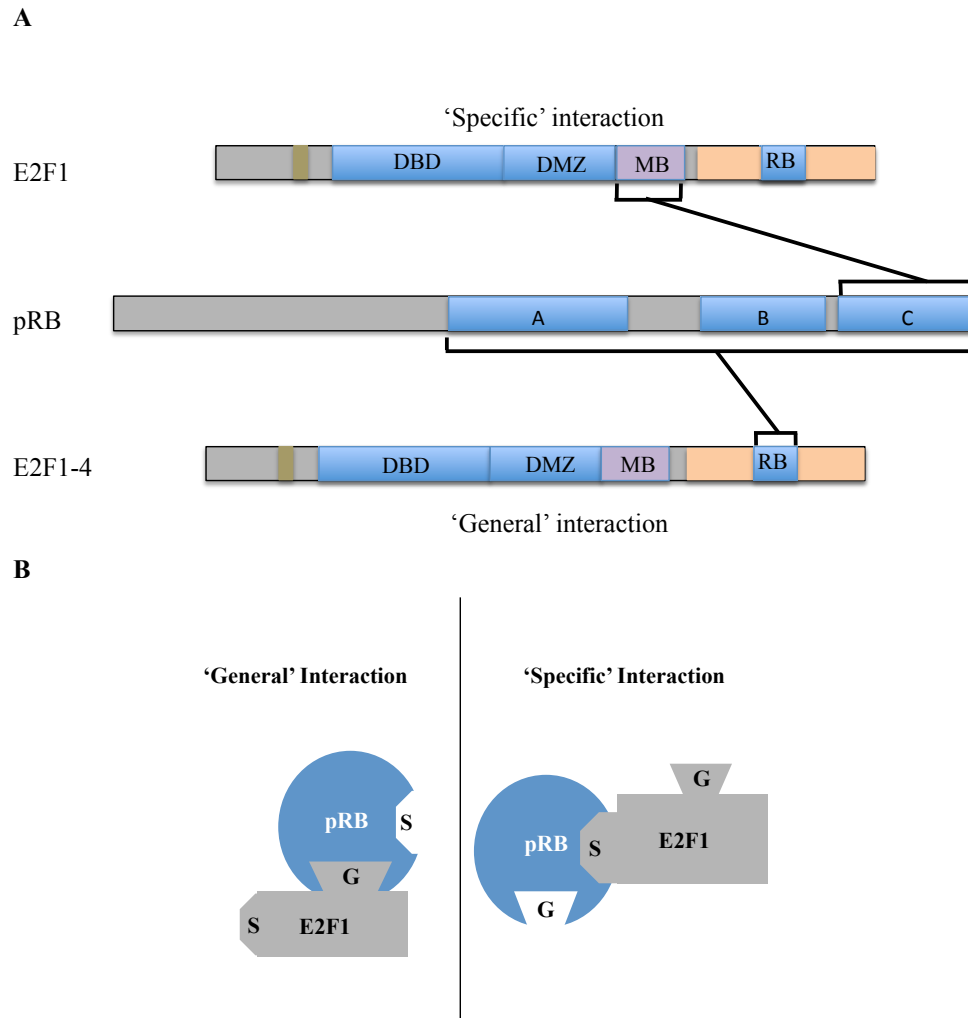 A
‘Specific’ interaction
E2F1
DBD DMZ MB RB
pRB
A B C
E2F1-4
DBD DMZ MB RB
‘General’ interaction
B
‘General’ Interaction
‘Specific’ Interaction
pRB S
G
S E2F1
G
pRB S E2F1
G